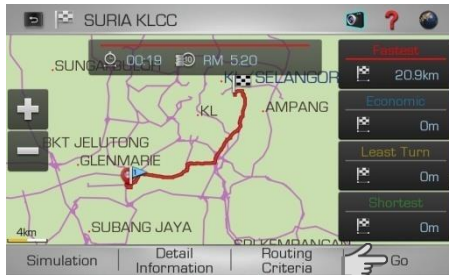 SURIA KLCC
?
00:19 RM 5.20
Fastest
20.9km
Economic
0m
Least Turn
0m
Shortest
0m
SELANGOR
KL
AMPANG
BKT JELUTONG
GLENMARIE
SUBANG JAYA
4km
Simulation
Detail
Information
Routing
Criteria
Go